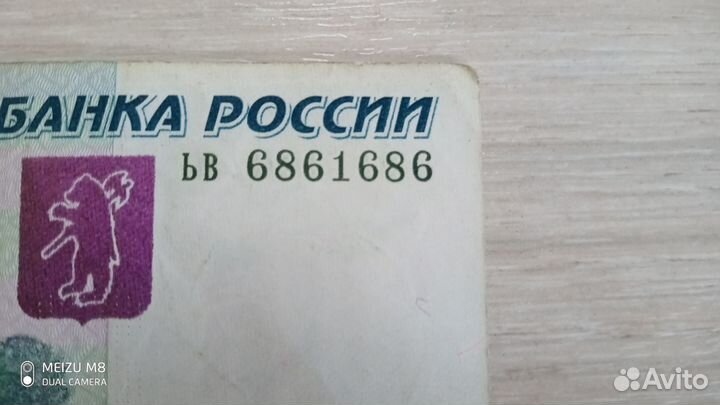 БАНКА РОССИИ
ЬВ 6861686
MEIZU M8
DUAL CAMERA
Avito